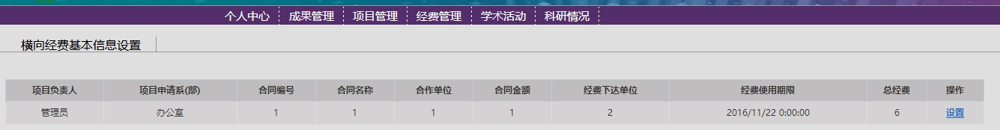 个人中心 成果管理 项目管理 经费管理 学术活动 科研情况
横向经费基本信息设置
项目负责人 项目申请系(部) 合同编号 合同名称 合作单位 合同金额 经费下达单位 经费使用期限 总经费 操作
管理员 办公室 1 1 1 1 2 2016/11/22 0:00:00 6 设置